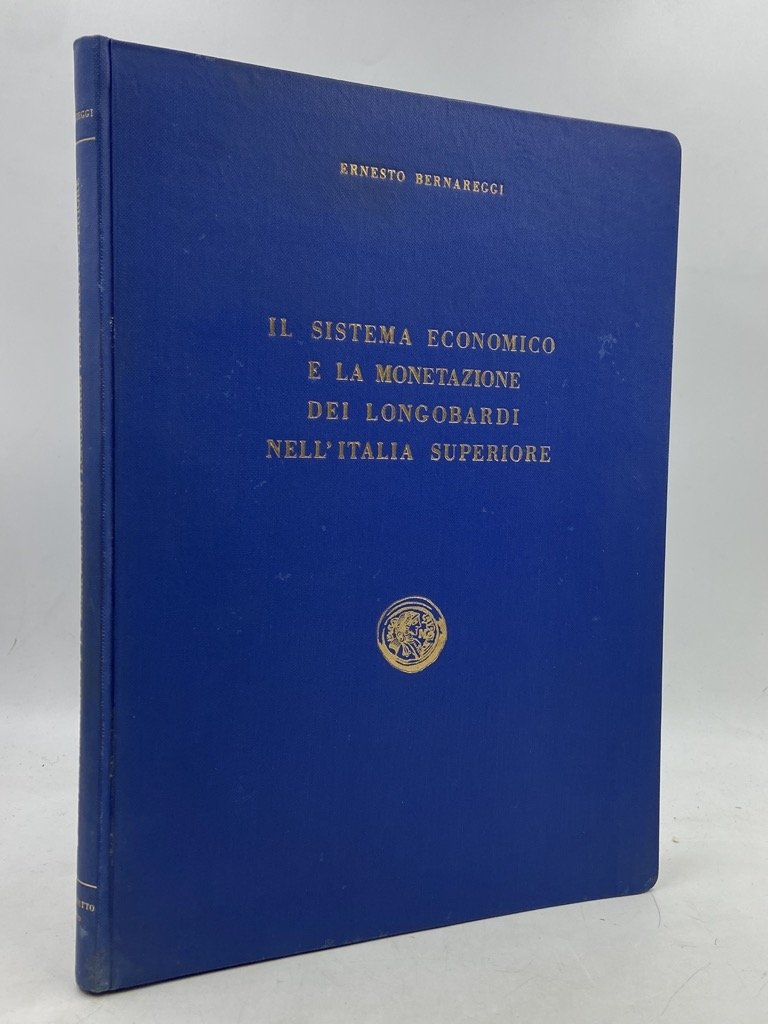 ERNESTO BERNAREGGI
IL SISTEMA ECONOMICO
E LA MONETAZIONE
DEI LONGOBARDI
NELL'ITALIA SUPERIORE